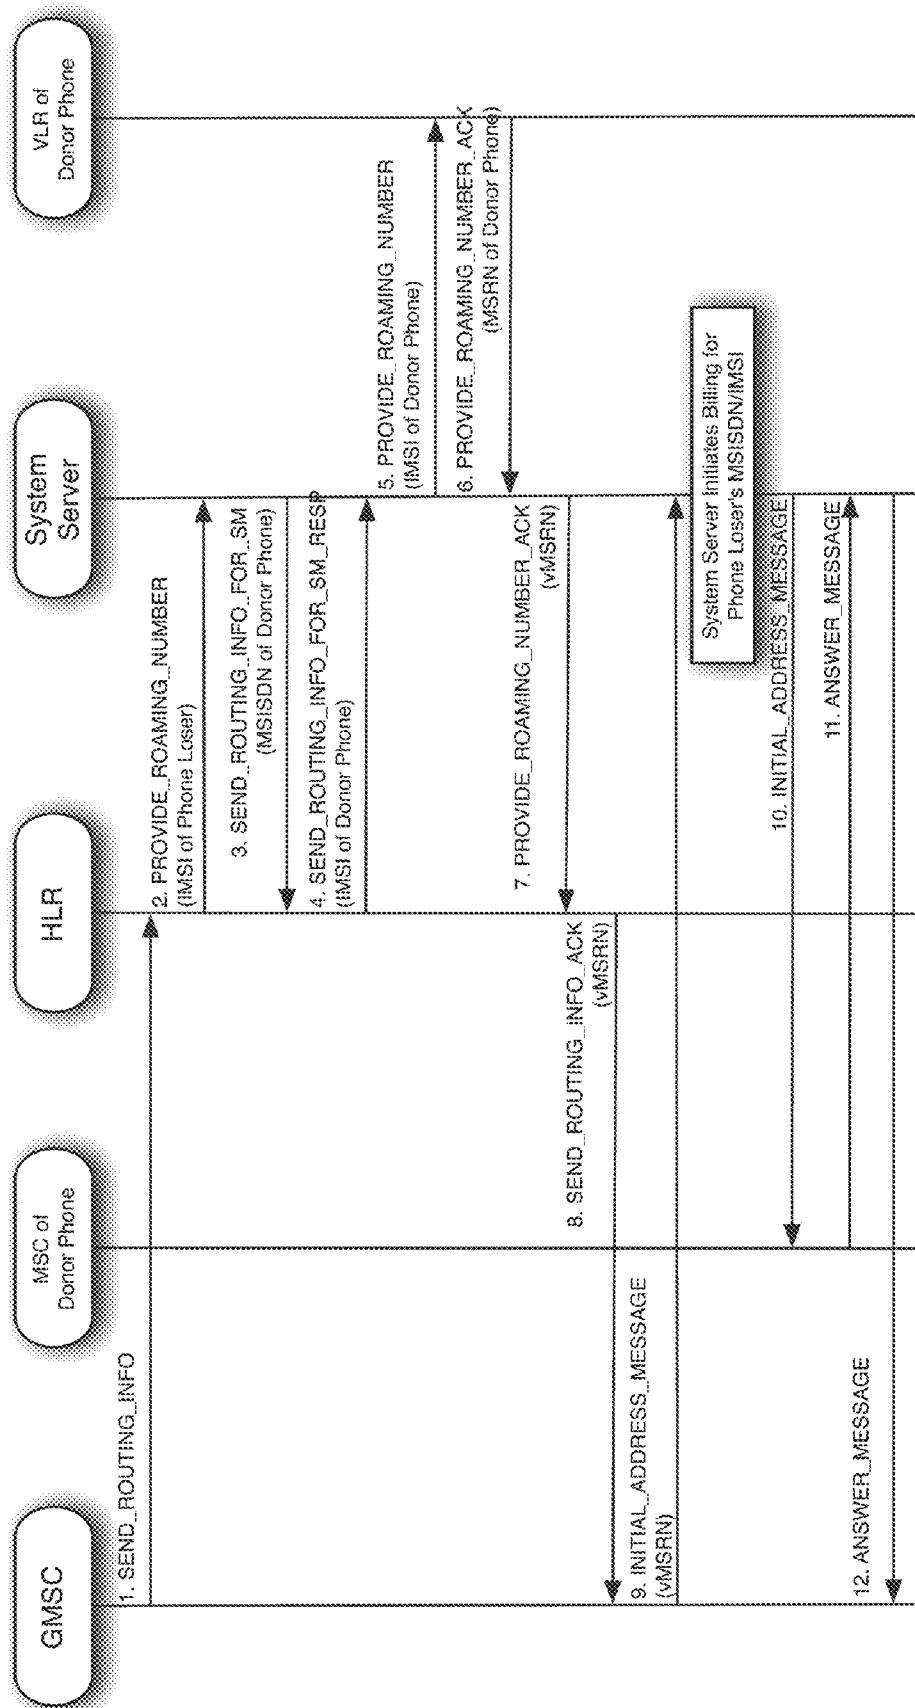 GMSC
MSC of
Donor Phone
HLR
System
Server
VLR of
Donor Phone
1. SEND_ROUTING_INFO
2. PROVIDE_ROAMING_NUMBER
(IMSI of Phone Loser)
3. SEND_ROUTING_INFO_FOR_SM
(MSISDN of Donor Phone)
4. SEND_ROUTING_INFO_FOR_SM_RESP
(IMSI of Donor Phone)
5. PROVIDE_ROAMING_NUMBER
(IMSI of Donor Phone)
6. PROVIDE_ROAMING_NUMBER_ACK
(MSRN of Donor Phone)
7. PROVIDE_ROAMING_NUMBER_ACK
(vMSRN)
8. SEND_ROUTING_INFO_ACK
(vMSRN)
9. INITIAL_ADDRESS_MESSAGE
(vMSRN)
System Server Initiates Billing for
Phone Loser's MSISDN/IMSI
10. INITIAL_ADDRESS_MESSAGE
11. ANSWER_MESSAGE
12. ANSWER_MESSAGE